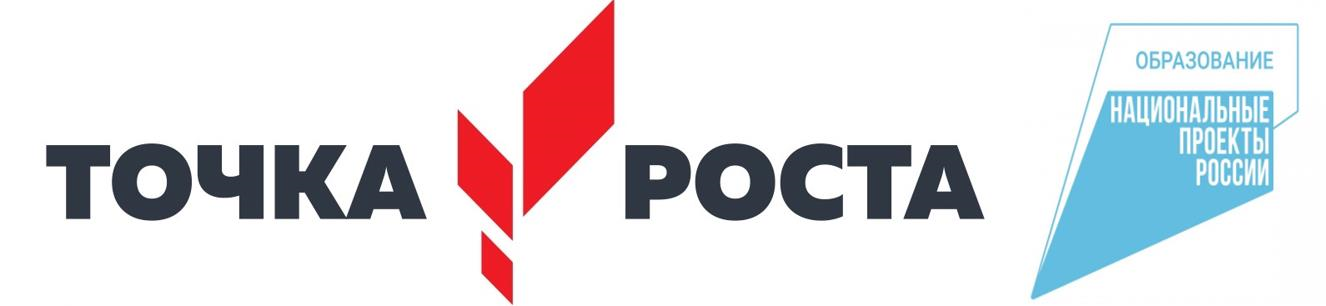 ТОЧКА РОСТА
ОБРАЗОВАНИЕ
НАЦИОНАЛЬНЫЕ
ПРОЕКТЫ
РОССИИ